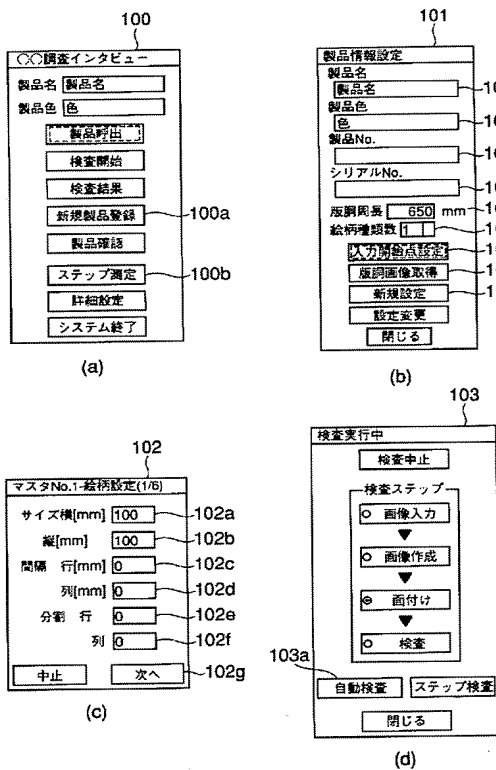 100
○○調査インタビュー
製品名 製品名
製品色 色
製品呼出
検査開始
検査結果
新規製品登録
100a
製品確認
ステップ測定
100b
詳細設定
システム終了
(a)
101
製品情報設定
製品名
製品名
製品色
色
製品No.
シリアルNo.
版胴周長 650 mm
絵柄種類数 1
入力開始点設定
版胴画像取得
新規設定
設定変更
閉じる
(b)
102
マスタNo.1-絵柄設定(1/6)
サイズ横[mm] 100 102a
縦[mm] 100 102b
間隔 行[mm] 0 102c
列[mm] 0 102d
分割 行 0 102e
列 0 102f
中止 次へ 102g
(c)
103
検査実行中
検査中止
検査ステップ
画像入力
画像作成
面付け
検査
103a
自動検査 ステップ検査
閉じる
(d)